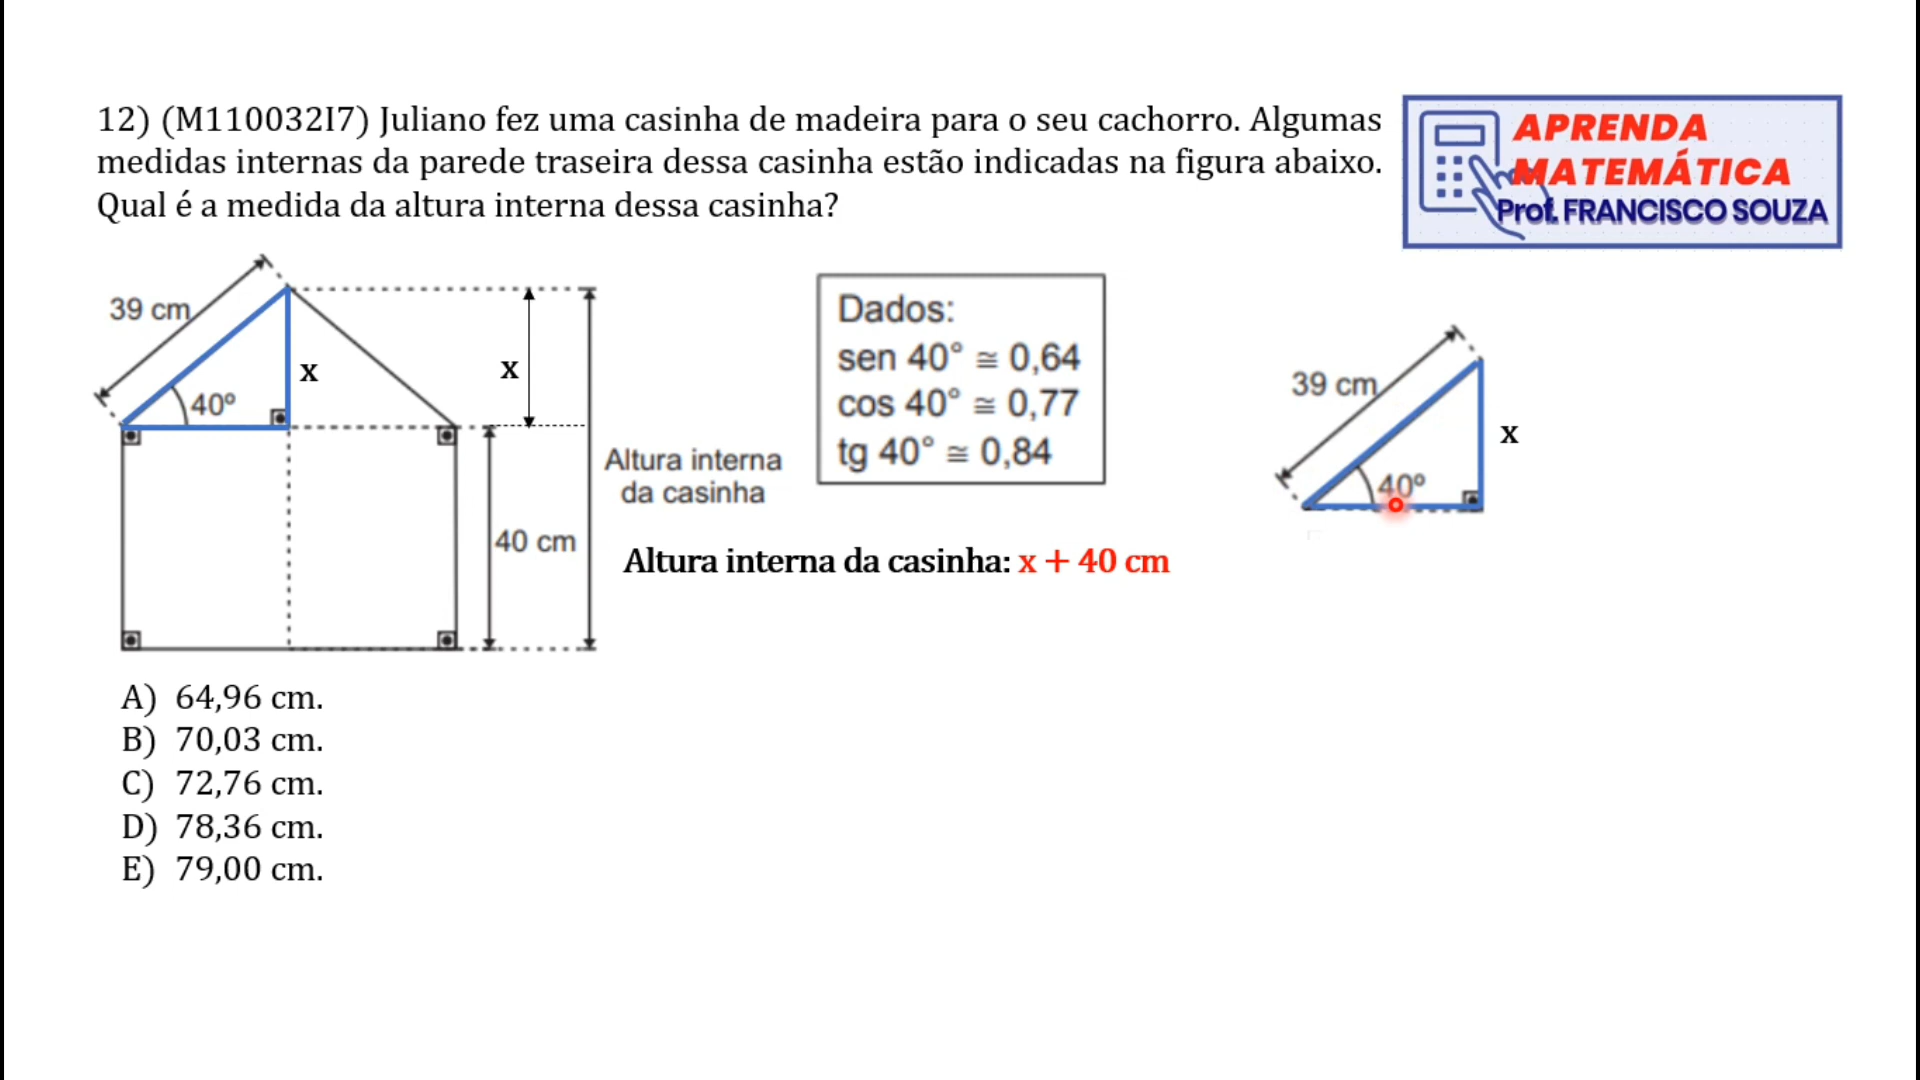 12) (M110032I7) Juliano fez uma casinha de madeira para o seu cachorro. Algumas
medidas internas da parede traseira dessa casinha estão indicadas na figura abaixo.
Qual é a medida da altura interna dessa casinha?
APRENDA
MATEMÁTICA
Prof. FRANCISCO SOUZA
39 cm
x
x
40º
40 cm
Altura interna
da casinha
Dados:
sen 40° ≅ 0,64
cos 40° ≅ 0,77
tg 40° ≅ 0,84
39 cm
x
40º
Altura interna da casinha: x + 40 cm
A) 64,96 cm.
B) 70,03 cm.
C) 72,76 cm.
D) 78,36 cm.
E) 79,00 cm.